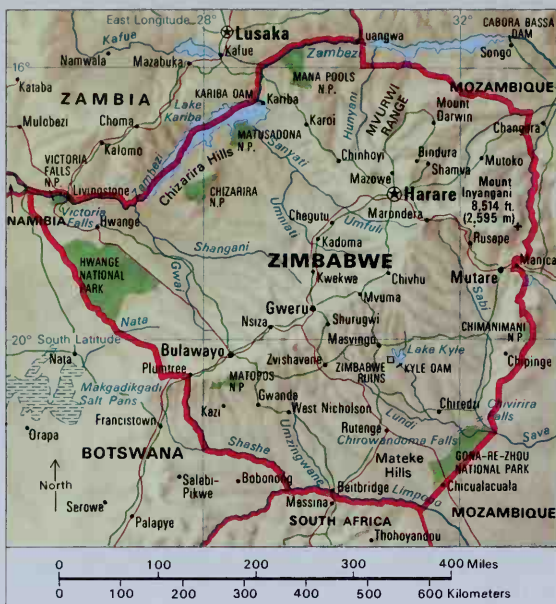 East Longitude 28° 32°
Kafue
Lusaka
Kafue
Luangwa
Zambezi
CABORA BASSA
DAM
Songo
16°
Namwala
Mazabuka
MANA POOLS
N.P.
Kataba
ZAMBIA
KARIBA DAM
Kariba
MOZAMBIQUE
Mulobezi
Choma
Lake
Kariba
Karoi
Hunyani
MVURWI
RANGE
Mount
Darwin
Changara
Kalomo
MATUSADONA
N.P.
Sanyati
Chinhoyi
Bindura
Shamva
Mutoko
VICTORIA
FALLS
N.P.
Zambezi
Chizarira Hills
Mazowe
Mount
Inyangani
8,514 ft.
(2,595 m)
Livingstone
CHIZARIRA
N.P.
Harare
NAMIBIA
Victoria
Falls
Hwange
Umniati
Chegutu
Umfuli
Marondera
Rusape
Shangani
Kadoma
HWANGE
NATIONAL
PARK
Gwai
ZIMBABWE
Kwekwe
Chivhu
Mutare
Manica
Sabi
Gweru
Mvuma
Nata
Nsiza
Shurugwi
CHIMANIMANI
N.P.
20° South Latitude
Masvingo
Nata
Bulawayo
Zvishavane
Lake Kyle
Chipinge
Plumtree
ZIMBABWE
RUINS
KYLE DAM
Makgadikgadi
Salt Pans
MATOPOS
N.P.
Gwanda
Kazi
West Nicholson
Chiredzi
Chivirira
Falls
Francistown
Umzingwane
Rutenga
Lundi
Save
Orapa
Chirowandoma Falls
BOTSWANA
Shashe
Mateke
Hills
GONA-RE-ZHOU
NATIONAL PARK
North
Salebi-
Pikwe
Bobonong
Beitbridge
Limpopo
Chicualacuala
Serowe
Messina
Palapye
SOUTH AFRICA
MOZAMBIQUE
Thohoyandou
0 100 200 300 400 Miles
0 100 200 300 400 500 600 Kilometers